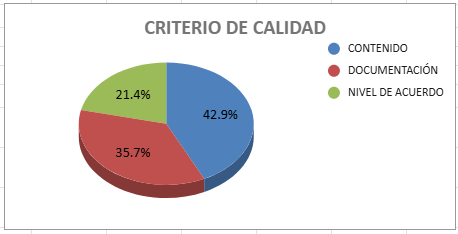 CRITERIO DE CALIDAD
CONTENIDO
DOCUMENTACIÓN
NIVEL DE ACUERDO
21.4%
42.9%
35.7%